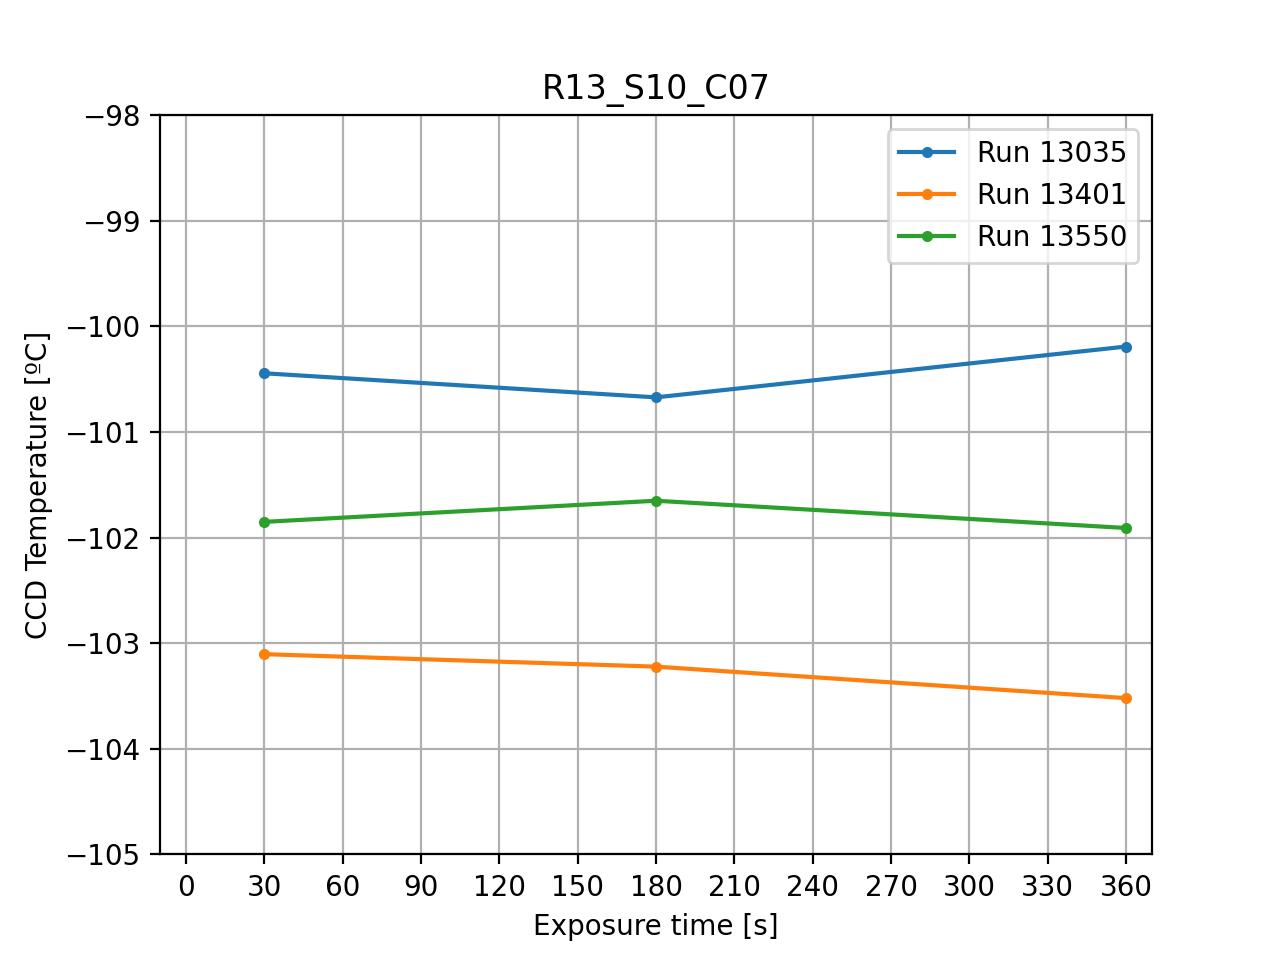 R13_S10_C07
−98
−99
−100
−101
−102
−103
−104
−105
CCD Temperature [ºC]
Run 13035
Run 13401
Run 13550
0 30 60 90 120 150 180 210 240 270 300 330 360
Exposure time [s]